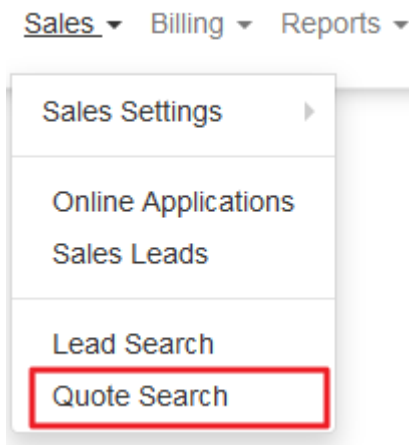 Sales Billing Reports
Sales Settings
Online Applications
Sales Leads
Lead Search
Quote Search